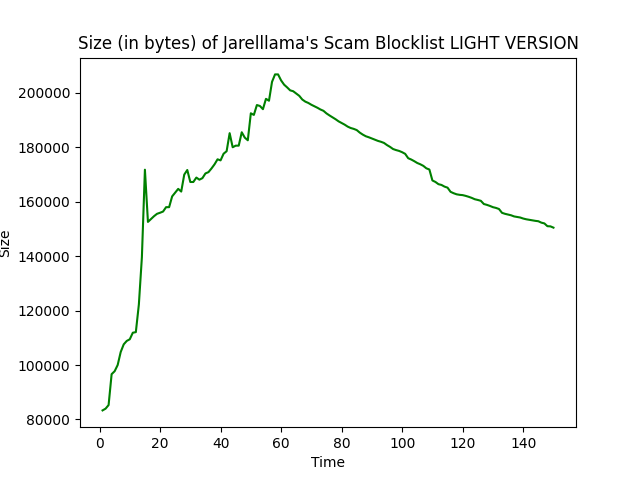 Size (in bytes) of Jarelllama's Scam Blocklist LIGHT VERSION
200000
180000
160000
140000
120000
100000
80000
Size
0 20 40 60 80 100 120 140
Time